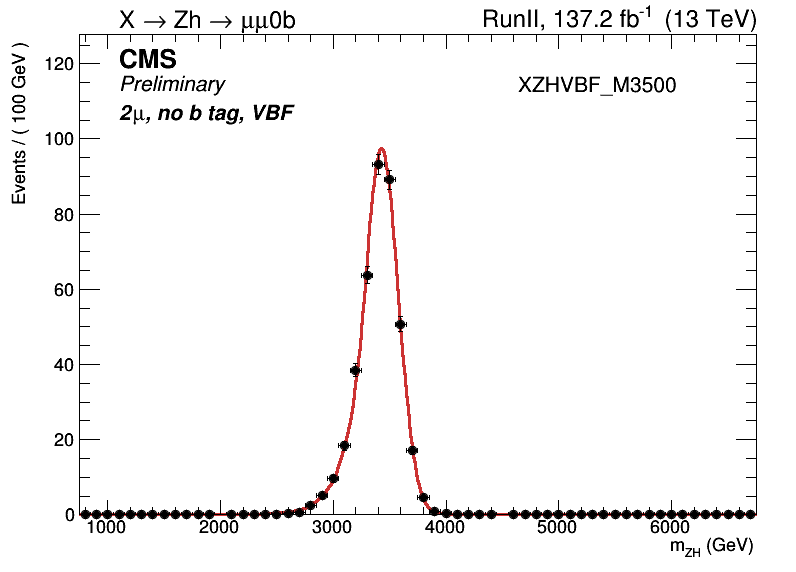 X → Zh → μμ0b
RunII, 137.2 fb⁻¹ (13 TeV)
CMS
Preliminary
2μ, no b tag, VBF
XZHVBF_M3500
Events / ( 100 GeV )
120
100
80
60
40
20
0
1000 2000 3000 4000 5000 6000
m_ZH (GeV)